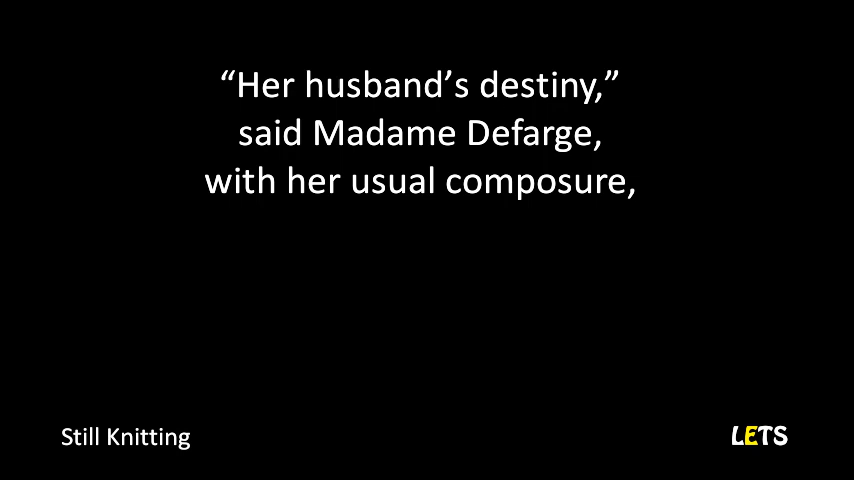 “Her husband’s destiny,”
said Madame Defarge,
with her usual composure,
Still Knitting
LETS